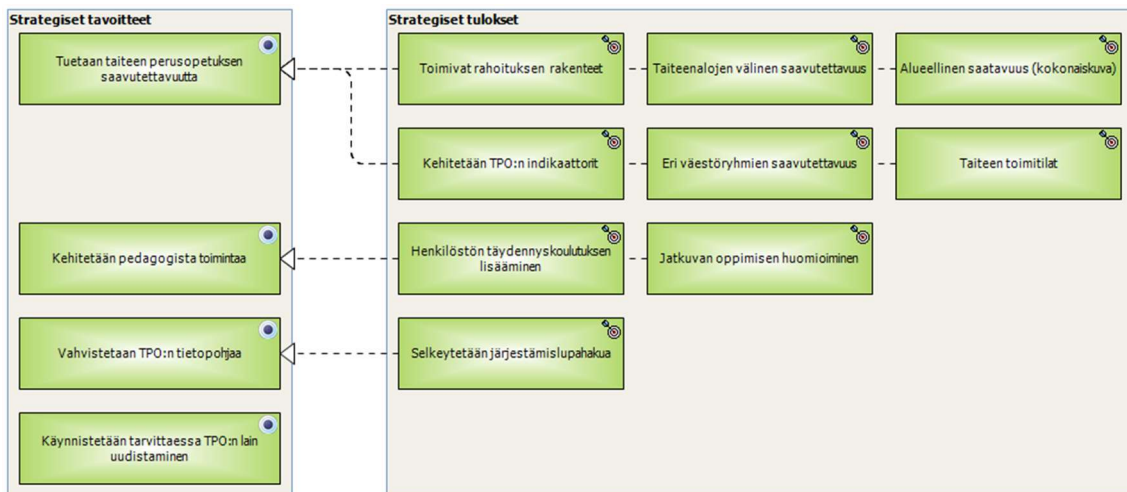 Strategiset tavoitteet
Tuetaan taiteen perusopetuksen
saavutettavuutta
Kehitetään pedagogista toimintaa
Vahvistetaan TPO:n tietopohjaa
Käynnistetään tarvittaessa TPO:n lain
uudistaminen
Strategiset tulokset
Toimivat rahoituksen rakenteet
Taiteenalojen välinen saavutettavuus
Alueellinen saatavuus (kokonaiskuva)
Kehitetään TPO:n indikaattorit
Eri väestöryhmien saavutettavuus
Taiteen toimitilat
Henkilöstön täydennyskoulutuksen
lisääminen
Jatkuvan oppimisen huomioiminen
Selkeytetään järjestämislupahakua